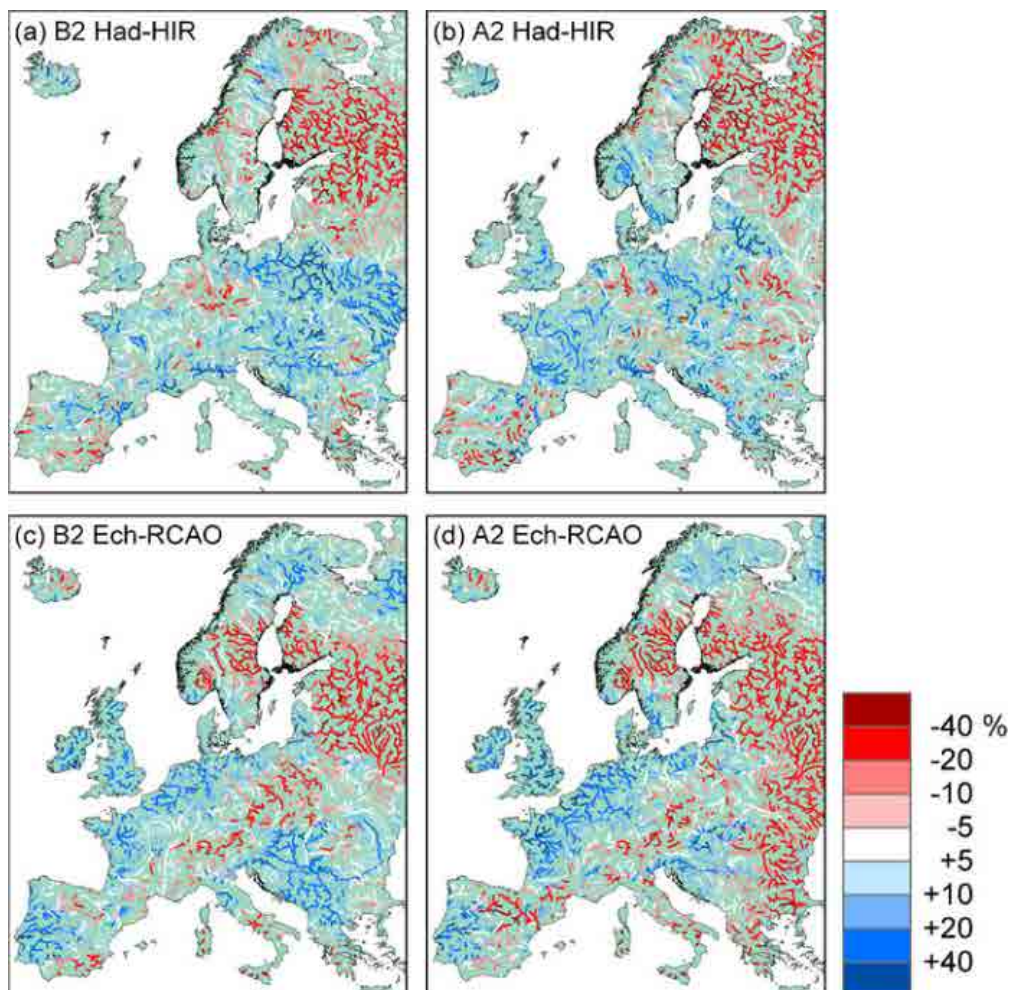 (a) B2 Had-HIR
(b) A2 Had-HIR
(c) B2 Ech-RCAO
(d) A2 Ech-RCAO
-40 %
-20
-10
-5
+5
+10
+20
+40